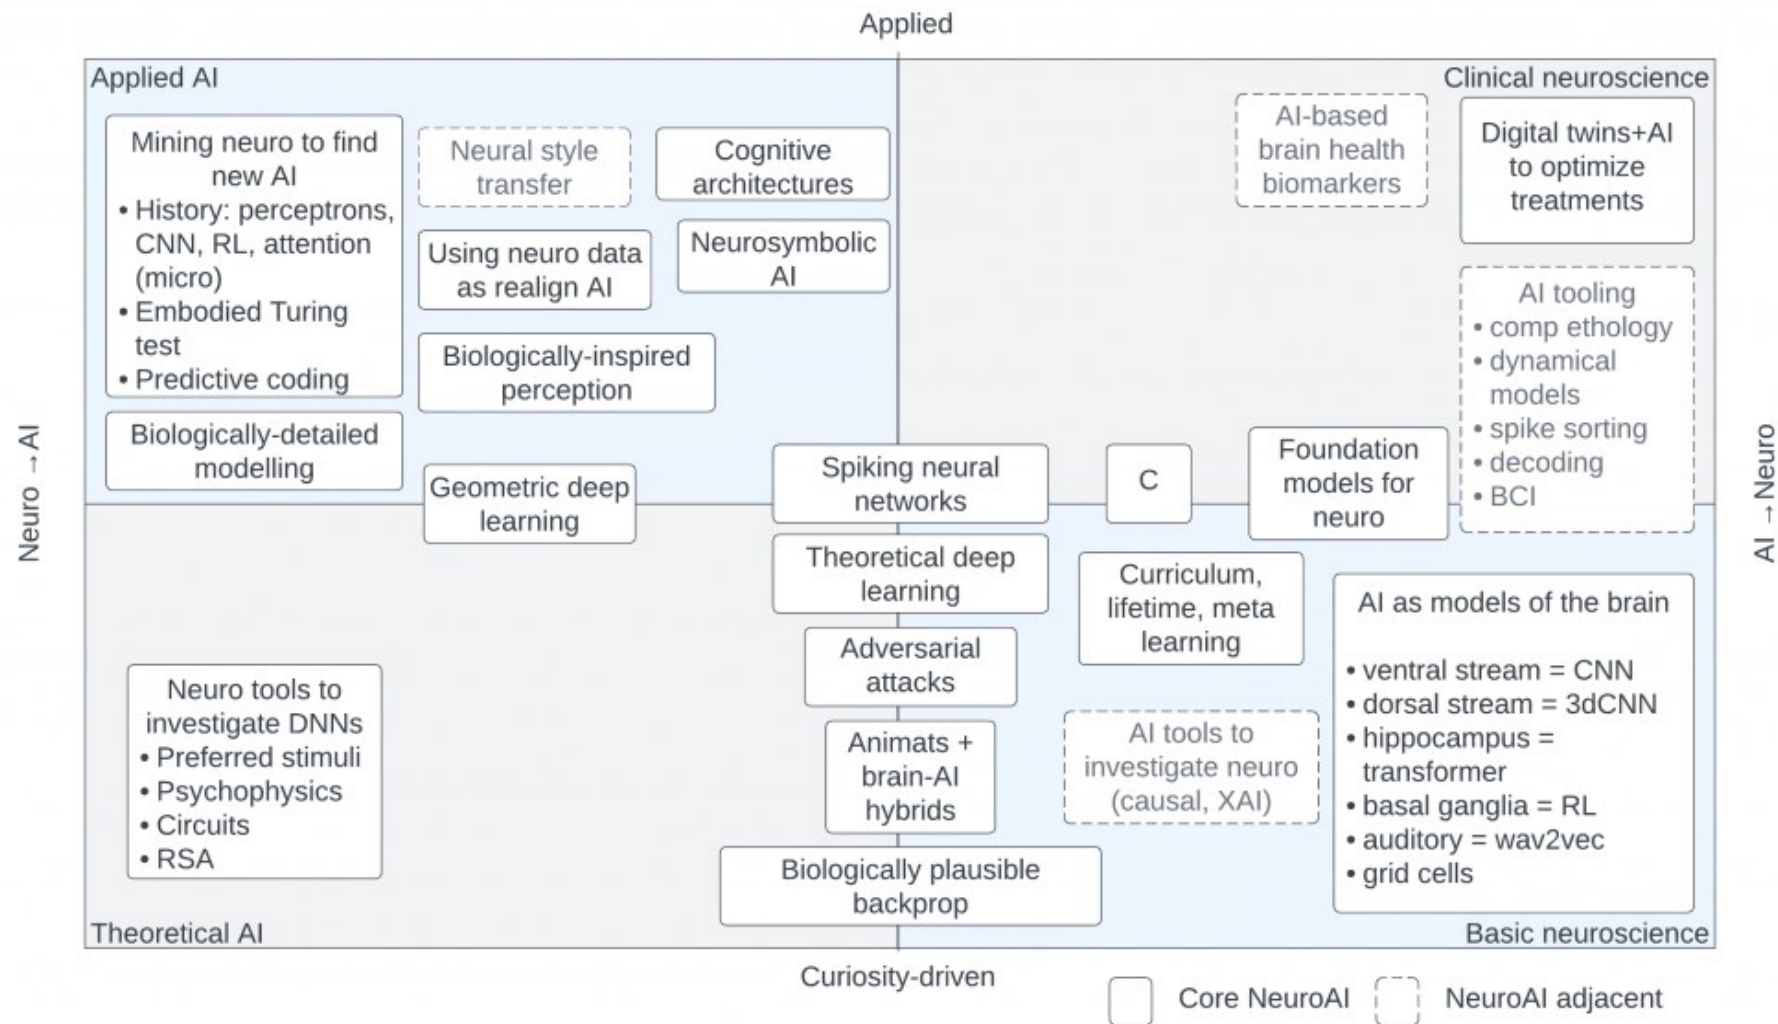 Applied
Applied AI
Clinical neuroscience
Mining neuro to find
new AI
• History: perceptrons,
CNN, RL, attention
(micro)
• Embodied Turing
test
• Predictive coding
Neural style
transfer
Cognitive
architectures
Using neuro data
as realign AI
Neurosymbolic
AI
Biologically-inspired
perception
Biologically-detailed
modelling
Geometric deep
learning
AI-based
brain health
biomarkers
Digital twins+AI
to optimize
treatments
AI tooling
• comp ethology
• dynamical
models
• spike sorting
• decoding
• BCI
Neuro →AI
AI →Neuro
Spiking neural
networks
C
Foundation
models for
neuro
Theoretical deep
learning
Curriculum,
lifetime, meta
learning
Adversarial
attacks
Animats +
brain-AI
hybrids
Biologically plausible
backprop
AI tools to
investigate neuro
(causal, XAI)
AI as models of the brain
• ventral stream = CNN
• dorsal stream = 3dCNN
• hippocampus =
transformer
• basal ganglia = RL
• auditory = wav2vec
• grid cells
Neuro tools to
investigate DNNs
• Preferred stimuli
• Psychophysics
• Circuits
• RSA
Theoretical AI
Basic neuroscience
Curiosity-driven
Core NeuroAI
NeuroAI adjacent